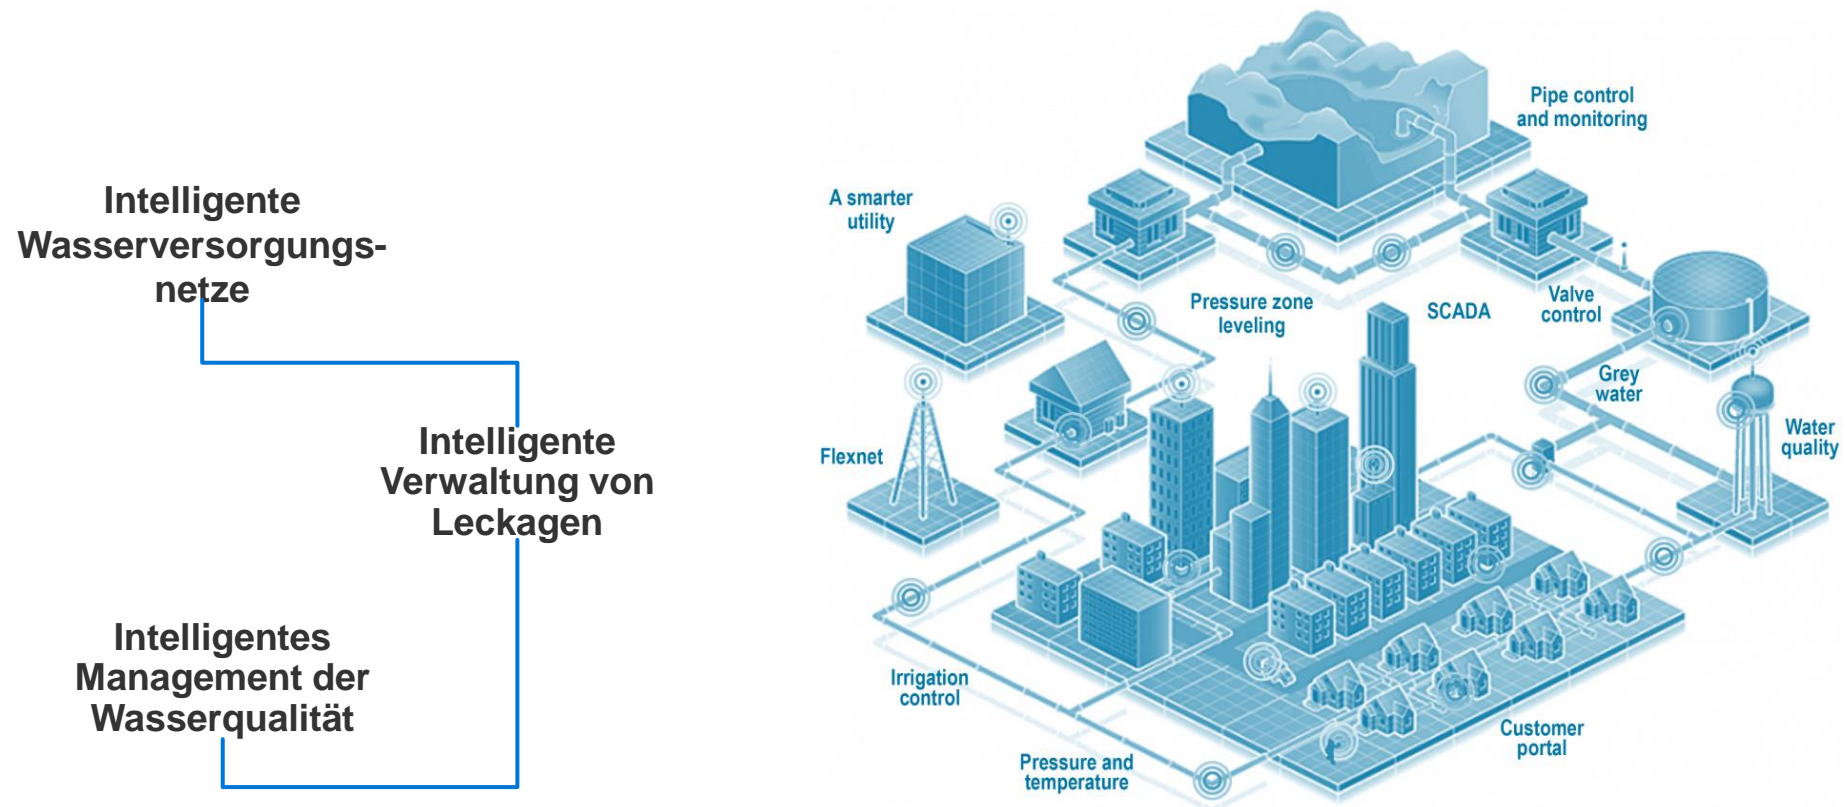 Intelligente
Wasserversorgungs-
netze
Intelligente
Verwaltung von
Leckagen
Intelligentes
Management der
Wasserqualität
Pipe control
and monitoring
A smarter
utility
Pressure zone
leveling
SCADA
Valve
control
Grey
water
Water
quality
Flexnet
Irrigation
control
Customer
portal
Pressure and
temperature